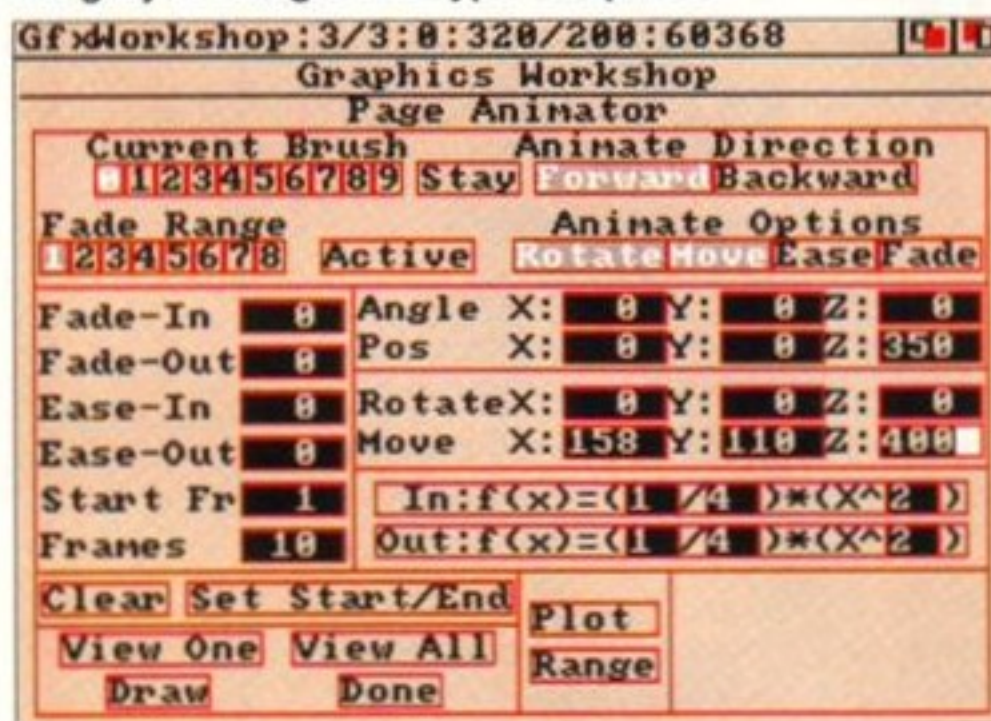 GfxWorkshop:3/3:0:320/200:60368
Graphics Workshop
Page Animator
Current Brush Animate Direction
0 1 2 3 4 5 6 7 8 9 Stay Forward Backward
Fade Range Animate Options
1 2 3 4 5 6 7 8 Active Rotate Move Ease Fade
Fade-In 0 Angle X: 0 Y: 0 Z: 0
Fade-Out 0 Pos X: 0 Y: 0 Z: 350
Ease-In 0 Rotate X: 0 Y: 0 Z: 0
Ease-Out 0 Move X: 158 Y: 110 Z: 400
Start Fr 1 In:f(x)=(1 /4 )*(X^2 )
Frames 10 Out:f(x)=(1 /4 )*(X^2 )
Clear Set Start/End
Plot
View One View All
Range
Draw Done